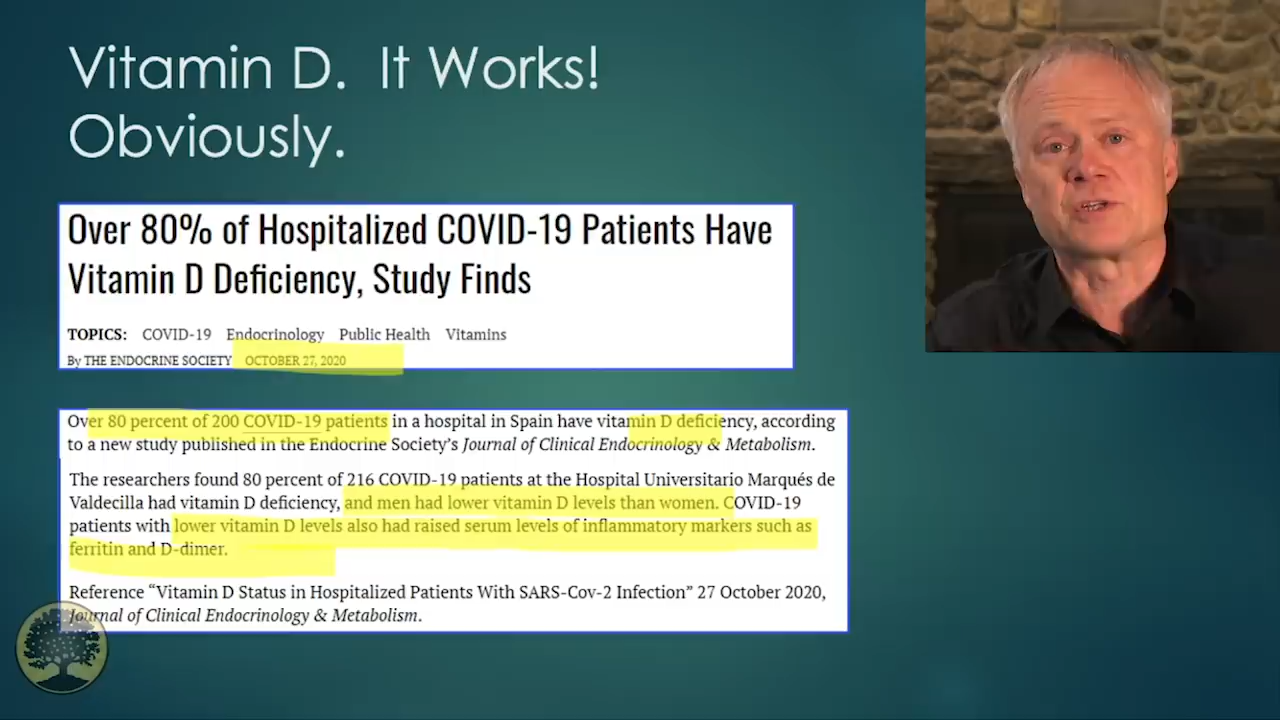 Vitamin D.  It Works!
Obviously.
Over 80% of Hospitalized COVID-19 Patients Have
Vitamin D Deficiency, Study Finds
TOPICS: COVID-19 Endocrinology Public Health Vitamins
By THE ENDOCRINE SOCIETY OCTOBER 27, 2020
Over 80 percent of 200 COVID-19 patients in a hospital in Spain have vitamin D deficiency, according
to a new study published in the Endocrine Society's Journal of Clinical Endocrinology & Metabolism.
The researchers found 80 percent of 216 COVID-19 patients at the Hospital Universitario Marqués de
Valdecilla had vitamin D deficiency, and men had lower vitamin D levels than women. COVID-19
patients with lower vitamin D levels also had raised serum levels of inflammatory markers such as
ferritin and D-dimer.
Reference “Vitamin D Status in Hospitalized Patients With SARS-Cov-2 Infection” 27 October 2020,
Journal of Clinical Endocrinology & Metabolism.